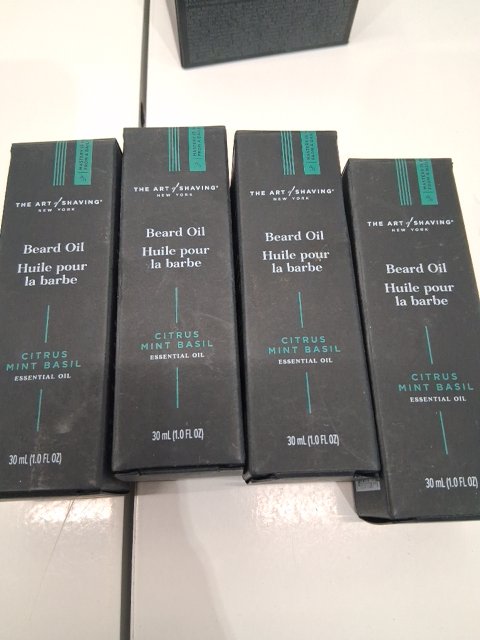 THE ART of SHAVING®
NEW YORK
Beard Oil
Huile pour
la barbe
CITRUS
MINT BASIL
ESSENTIAL OIL
30 mL (1.0 FL OZ)
THE ART of SHAVING®
NEW YORK
Beard Oil
Huile pour
la barbe
CITRUS
MINT BASIL
ESSENTIAL OIL
30 mL (1.0 FL OZ)
THE ART of SHAVING®
NEW YORK
Beard Oil
Huile pour
la barbe
CITRUS
MINT BASIL
ESSENTIAL OIL
30 mL (1.0 FL OZ)
THE ART of SHAVING®
NEW YORK
Beard Oil
Huile pour
la barbe
CITRUS
MINT BASIL
ESSENTIAL OIL
30 mL (1.0 FL OZ)